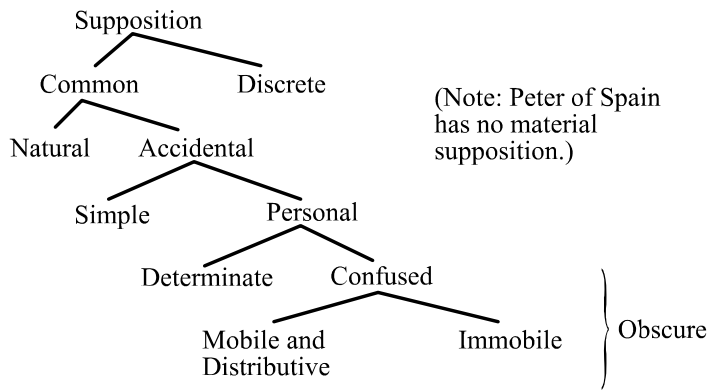 Supposition
Common
Discrete
(Note: Peter of Spain
has no material
supposition.)
Natural
Accidental
Simple
Personal
Determinate
Confused
Mobile and
Distributive
Immobile
Obscure